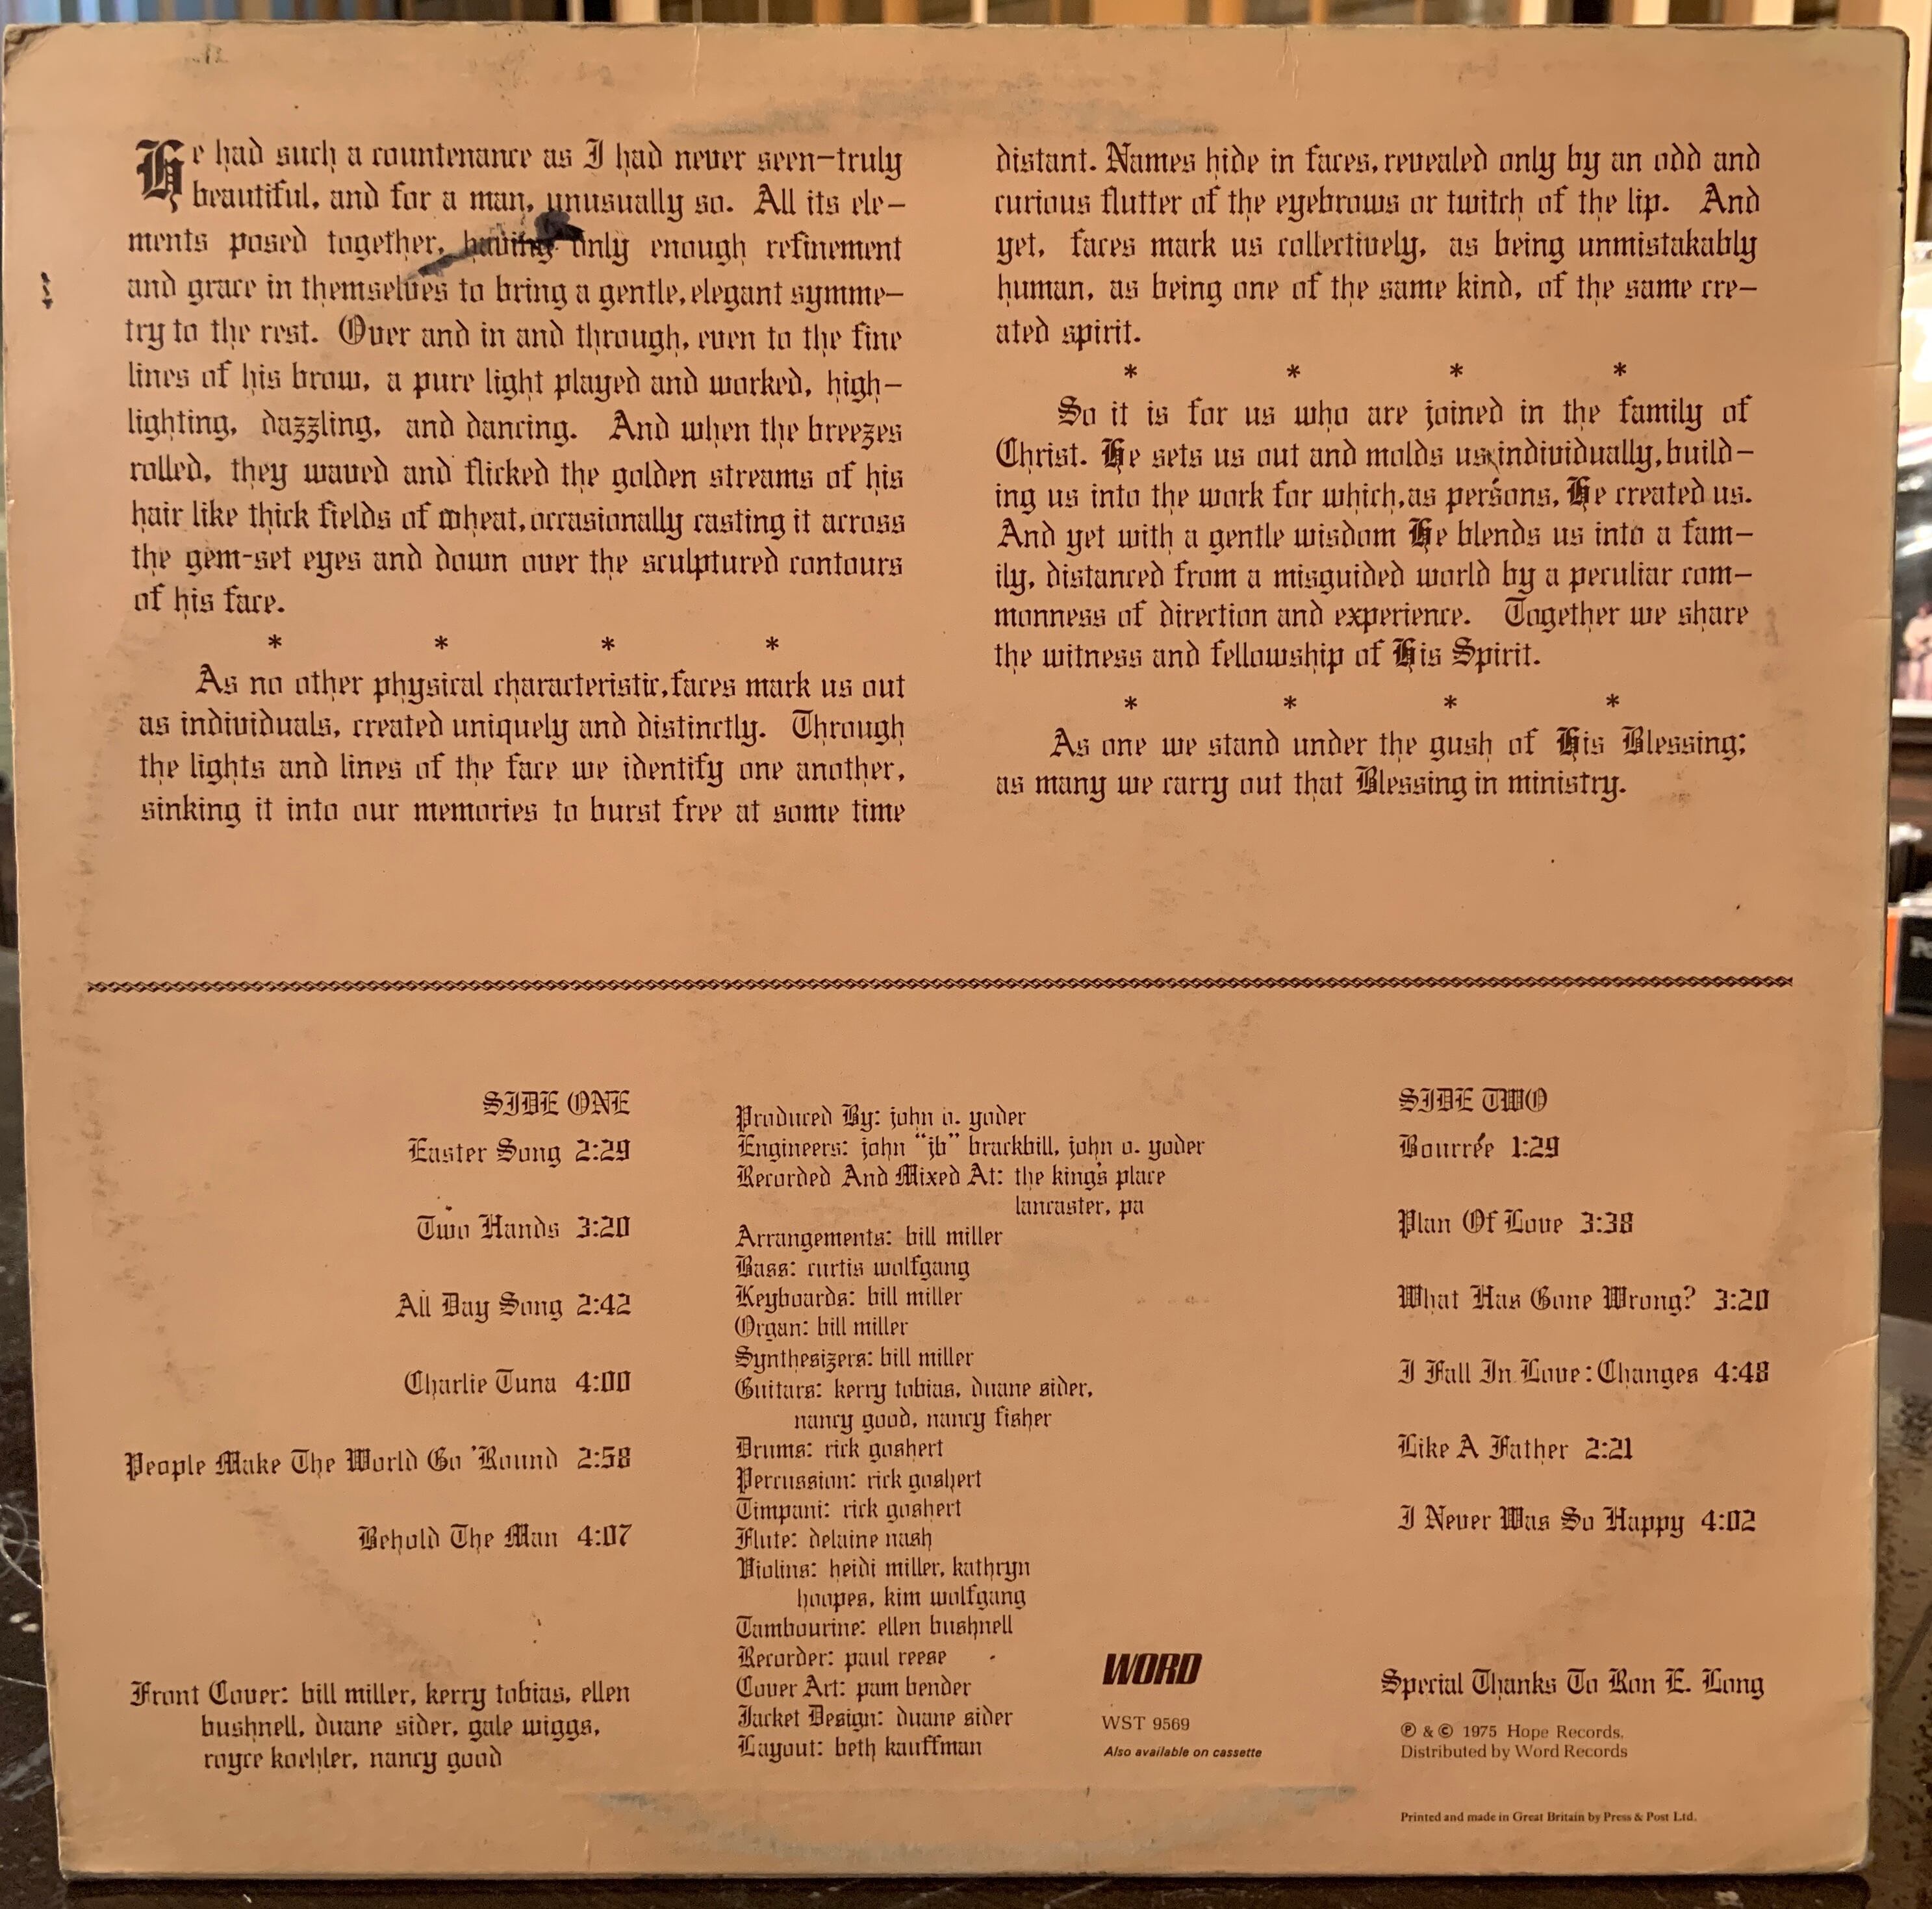 He had such a countenance as I had never seen—truly
beautiful, and for a man, unusually so. All its ele—
ments posed together, having only enough refinement
and grace in themselves to bring a gentle, elegant symme—
try to the rest. Over and in and through, even to the fine
lines of his brow, a pure light played and worked, high—
lighting, dazzling, and dancing. And when the breezes
rolled, they waved and flicked the golden streams of his
hair like thick fields of wheat, occasionally casting it across
the gem-set eyes and down over the sculptured contours
of his face.
* * * *
As no other physical characteristic, faces mark us out
as individuals, created uniquely and distinctly. Through
the lights and lines of the face we identify one another,
sinking it into our memories to burst free at some time
distant. Names hide in faces, revealed only by an odd and
curious flutter of the eyebrows or twitch of the lip. And
yet, faces mark us collectively, as being unmistakably
human, as being one of the same kind, of the same cre—
ated spirit.
* * * *
So it is for us who are joined in the family of
Christ. He sets us out and molds us individually, build—
ing us into the work for which, as persons, He created us.
And yet with a gentle wisdom He blends us into a fam—
ily, distanced from a misguided world by a peculiar com—
monness of direction and experience. Together we share
the witness and fellowship of His Spirit.
* * * *
As one we stand under the gush of His Blessing;
as many we carry out that Blessing in ministry.
SIDE ONE
Easter Song 2:29
Two Hands 3:20
All Day Song 2:42
Charlie Tuna 4:00
People Make The World Go 'Round 2:58
Behold The Man 4:07
Front Cover: bill miller, kerry tobias, ellen
bushnell, duane sider, gale wiggs,
royce koehler, nancy good
Produced By: john o. yoder
Engineers: john "jb" brackbill, john o. yoder
Recorded And Mixed At: the king's place
lancaster, pa
Arrangements: bill miller
Bass: curtis wolfgang
Keyboards: bill miller
Organ: bill miller
Synthesizers: bill miller
Guitars: kerry tobias, duane sider,
nancy good, nancy fisher
Drums: rick goshert
Percussion: rick goshert
Timpani: rick goshert
Flute: delaine nash
Violins: heidi miller, kathryn
hoopes, kim wolfgang
Tambourine: ellen bushnell
Recorder: paul reese
Cover Art: pam bender
Jacket Design: duane sider
Layout: beth kauffman
WORD
WST 9569
Also available on cassette
SIDE TWO
Bourrée 1:29
Plan Of Love 3:38
What Has Gone Wrong? 3:20
I Fall In Love: Changes 4:48
Like A Father 2:21
I Never Was So Happy 4:02
Special Thanks To Ron E. Long
℗ & © 1975 Hope Records.
Distributed by Word Records
Printed and made in Great Britain by Press & Post Ltd.